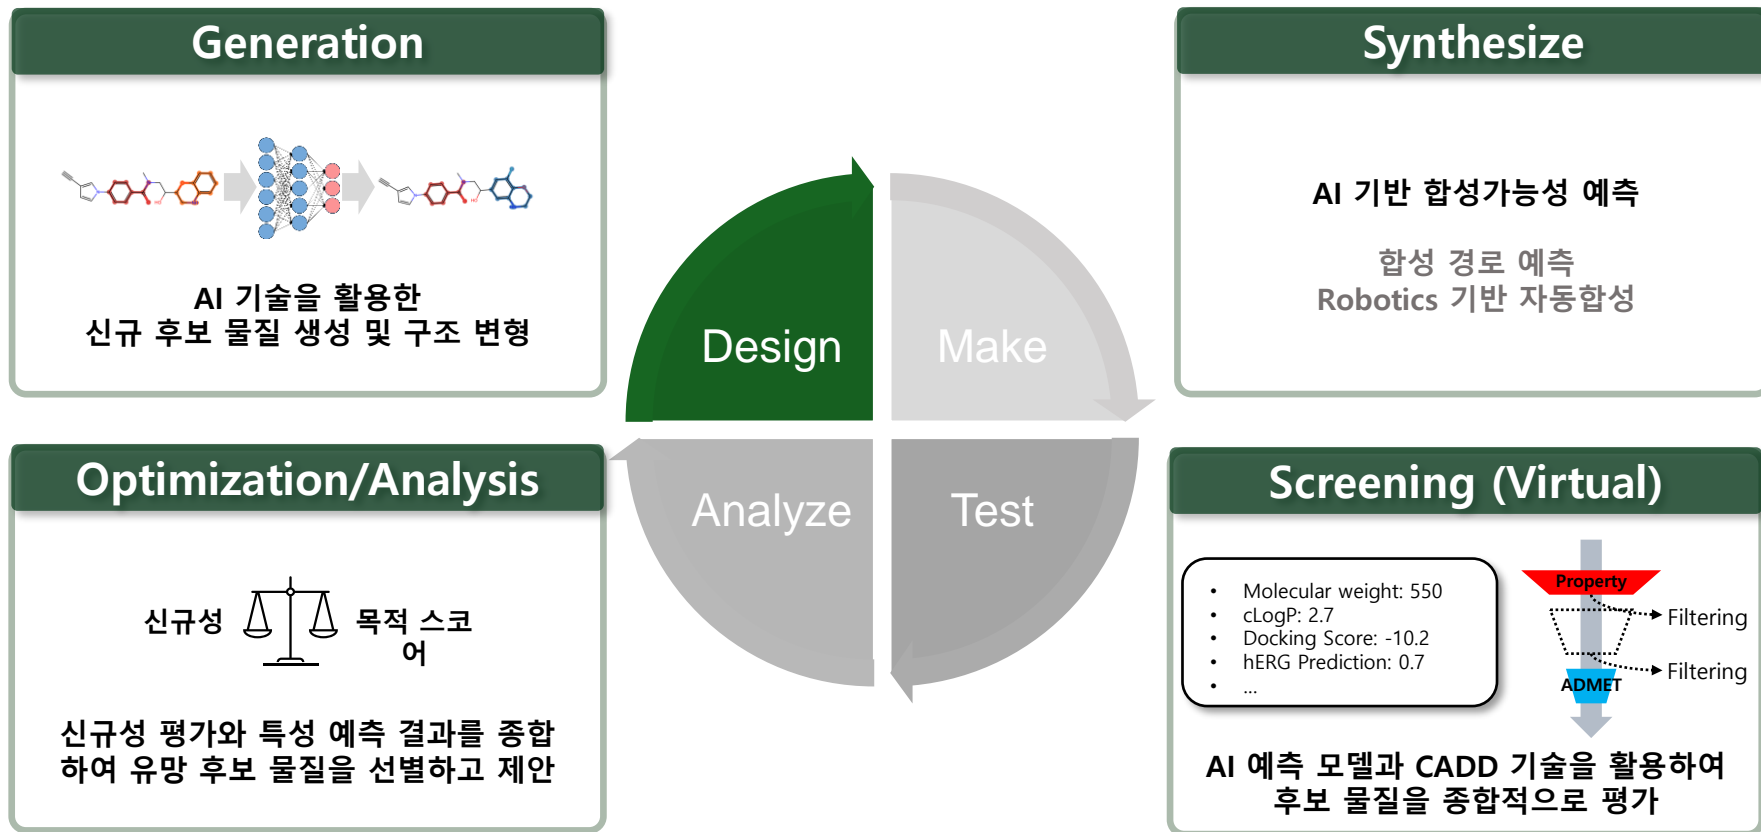 Generation
HO
HO
AI 기술을 활용한
신규 후보 물질 생성 및 구조 변형
Synthesize
AI 기반 합성가능성 예측
합성 경로 예측
Robotics 기반 자동합성
Design
Make
Analyze
Test
Optimization/Analysis
신규성
목적 스코
어
신규성 평가와 특성 예측 결과를 종합
하여 유망 후보 물질을 선별하고 제안
Screening (Virtual)
• Molecular weight: 550
• cLogP: 2.7
• Docking Score: -10.2
• hERG Prediction: 0.7
• ...
Property
Filtering
Filtering
ADMET
AI 예측 모델과 CADD 기술을 활용하여
후보 물질을 종합적으로 평가